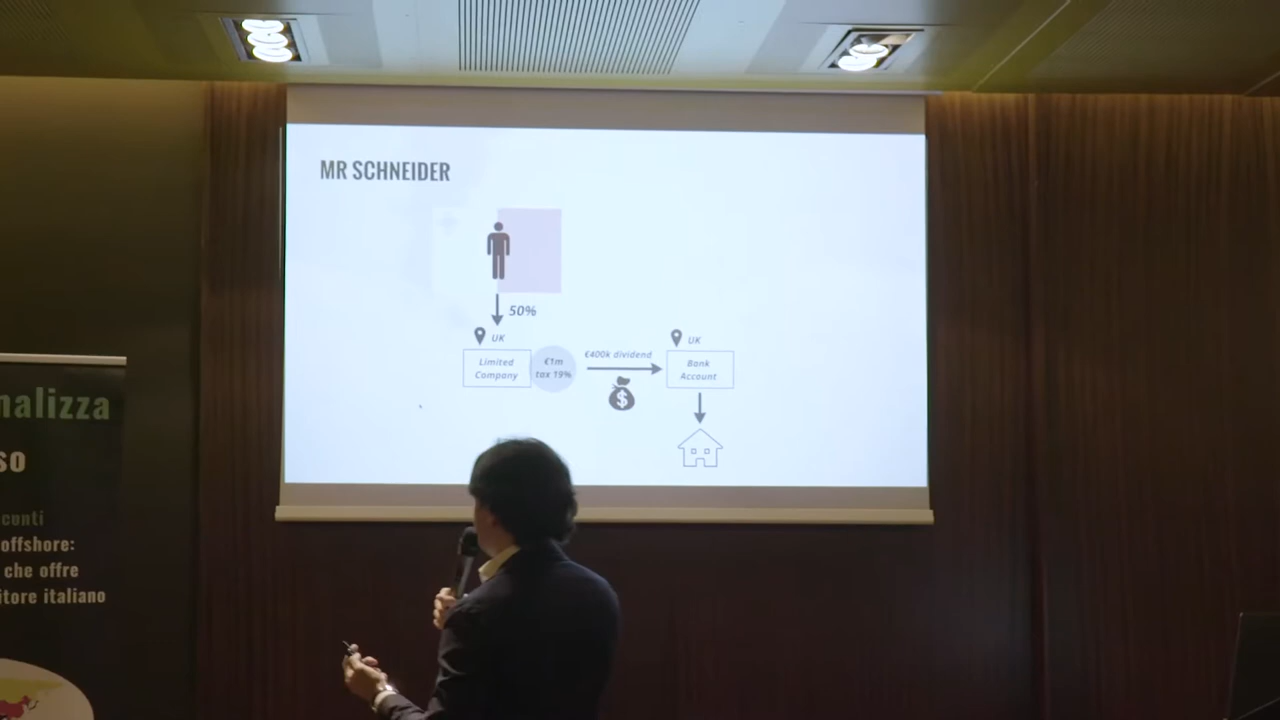 MR SCHNEIDER
50%
UK
Limited
Company
€1m
tax 19%
€400k dividend
$
UK
Bank
Account
nalizza
so
conti
offshore:
che offre
itore italiano